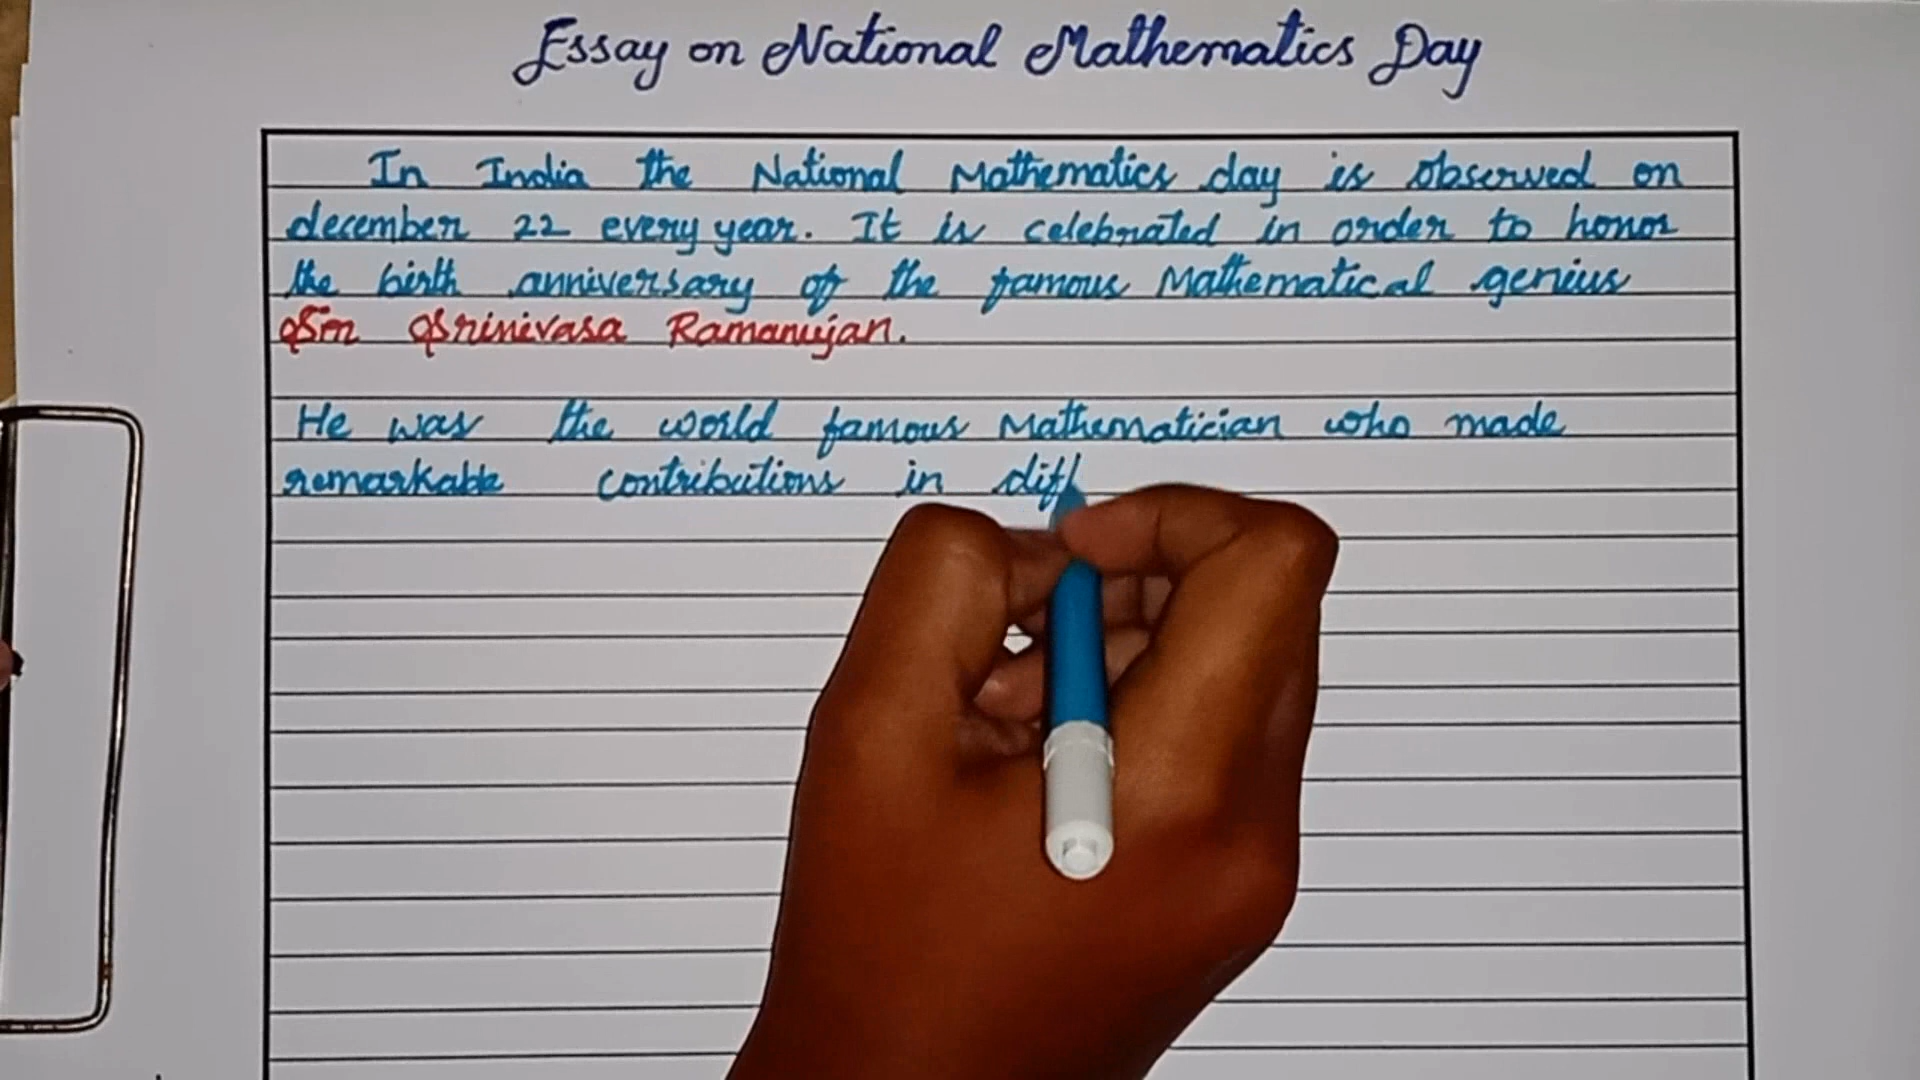 Essay on National Mathematics Day
In India the National Mathematics day is observed on
december 22 every year. It is celebrated in order to honor
the birth anniversary of the famous Mathematical genius
Sir Srinivasa Ramanujan.
He was the world famous Mathematician who made
remarkable contributions in diff